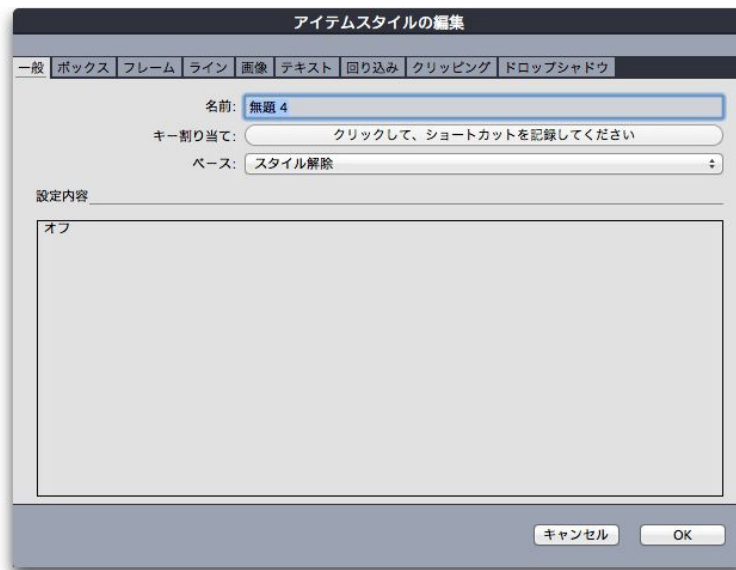 アイテムスタイルの編集
一般 ボックス フレーム ライン 画像 テキスト 回り込み クリッピング ドロップシャドウ
名前: 無題 4
キー割り当て: クリックして、ショートカットを記録してください
ベース: スタイル解除
設定内容
オフ
キャンセル OK